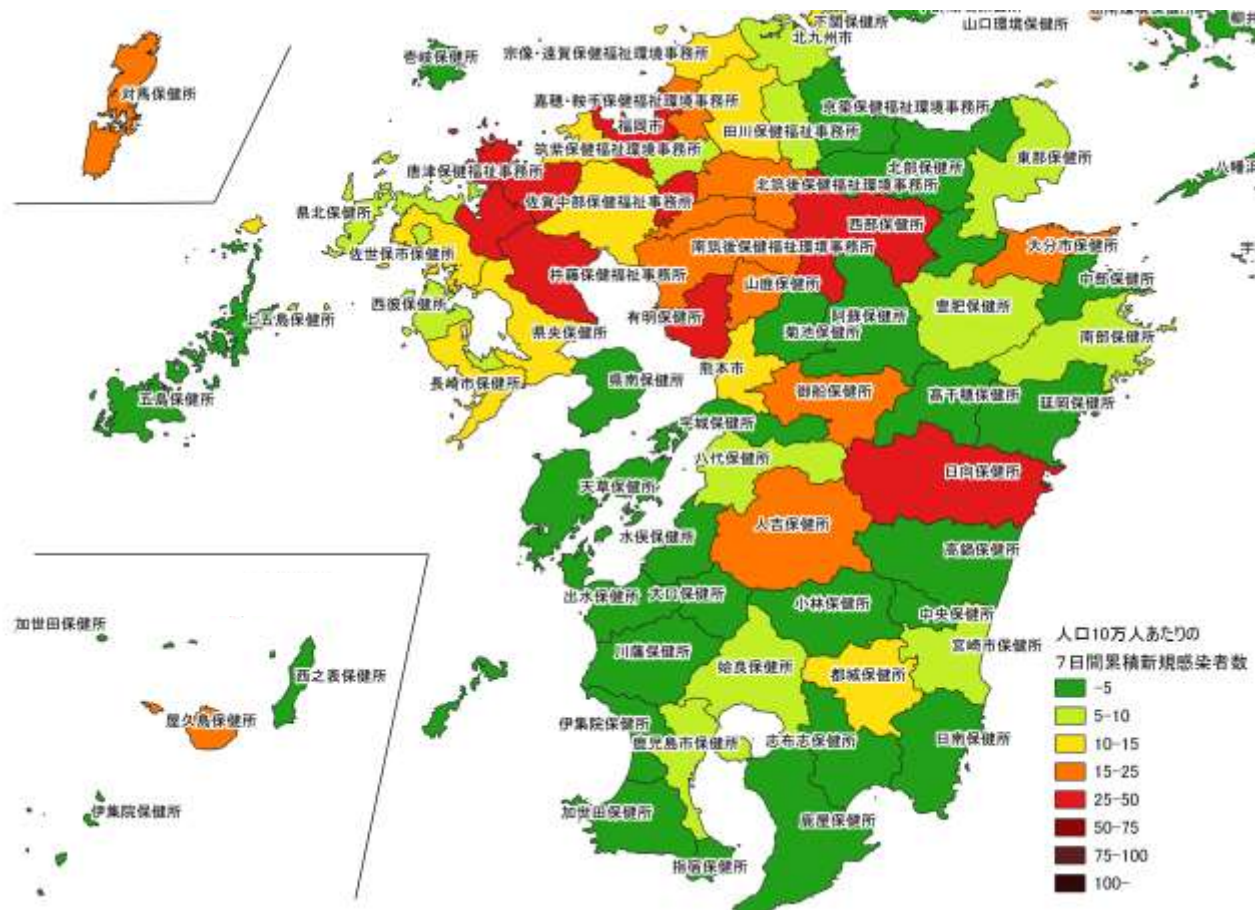 下関保健所
山口環境保健所
北九州市
宗像・遠賀保健福祉環境事務所
壱岐保健所
対馬保健所
嘉穂・鞍手保健福祉環境事務所
京築保健福祉環境事務所
福岡市
田川保健福祉事務所
筑紫保健福祉環境事務所
北部保健所
東部保健所
八幡浜
唐津保健福祉事務所
北筑後保健福祉環境事務所
県北保健所
佐賀中部保健福祉事務所
西部保健所
佐世保市保健所
南筑後保健福祉環境事務所
大分市保健所
杵藤保健福祉事務所
山鹿保健所
中部保健所
西彼保健所
有明保健所
阿蘇保健所
豊肥保健所
上五島保健所
県央保健所
菊池保健所
南部保健所
熊本市
長崎市保健所
県南保健所
御船保健所
高千穂保健所
延岡保健所
五島保健所
宇城保健所
八代保健所
日向保健所
天草保健所
人吉保健所
水俣保健所
高鍋保健所
出水保健所
大口保健所
小林保健所
中央保健所
加世田保健所
宮崎市保健所
川薩保健所
姶良保健所
都城保健所
西之表保健所
屋久島保健所
伊集院保健所
鹿児島市保健所
志布志保健所
日南保健所
伊集院保健所
加世田保健所
鹿屋保健所
指宿保健所
人口10万人あたりの
7日間累積新規感染者数
-5
5-10
10-15
15-25
25-50
50-75
75-100
100-